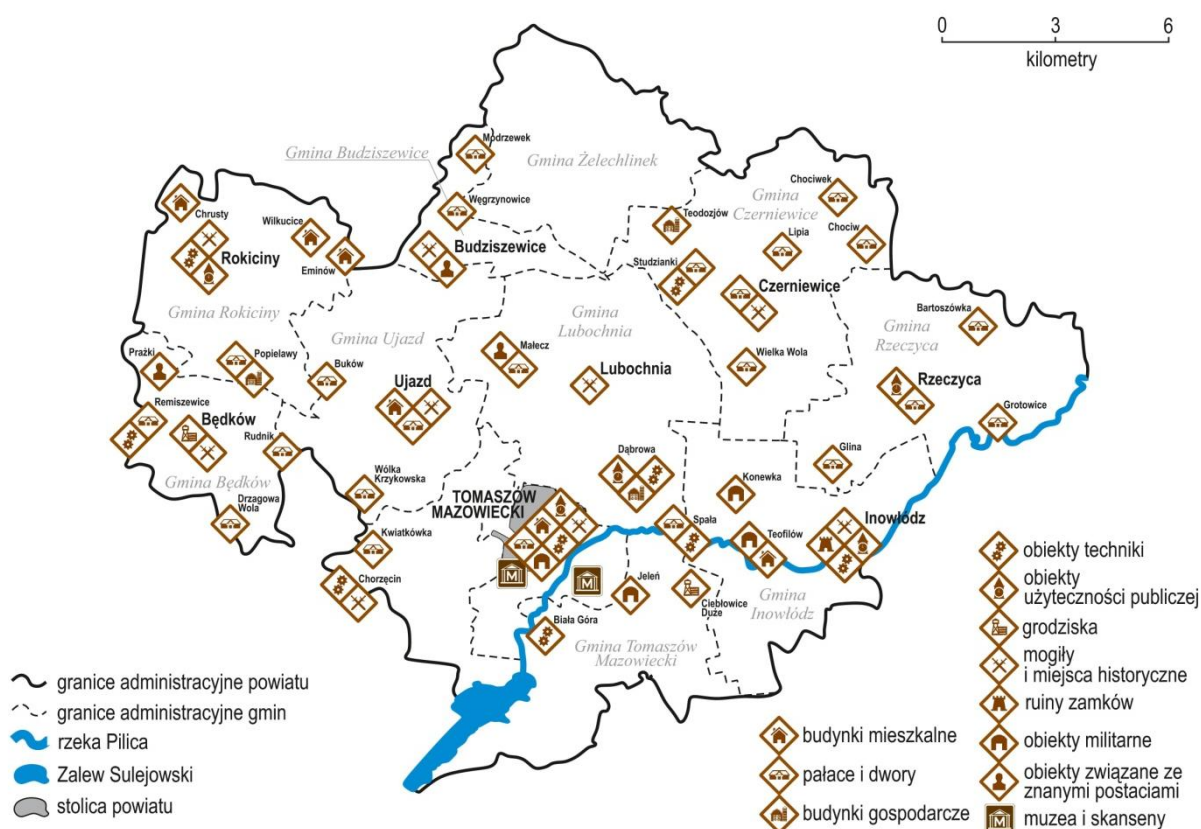 0 3 6
kilometry
Modrzewek
Gmina Budziszewice
Gmina Żelechlinek
Chociwek
Gmina
Czerniewice
Węgrzynowice
Teodozjów
Chrusty
Wilkucice
Budziszewice
Lipia
Chociw
Rokiciny
Eminów
Studzianki
Czerniewice
Gmina Rokiciny
Gmina
Lubochnia
Bartoszówka
Gmina Ujazd
Gmina
Rzeczyca
Prażki
Popielawy
Buków
Małecz
Lubochnia
Wielka Wola
Ujazd
Rzeczyca
Remiszewice
Będków
Grotowice
Rudnik
Dąbrowa
Glina
Gmina Będków
Wólka
Krzykowska
Konewka
Drzagowa
Wola
TOMASZÓW
MAZOWIECKI
Spała
Teofilów
Inowłódz
Kwiatkówka
Chorzęcin
M
M
Jeleń
Ciebłowice
Duże
Gmina
Inowłódz
Biała Góra
Gmina Tomaszów
Mazowiecki
granice administracyjne powiatu
granice administracyjne gmin
rzeka Pilica
Zalew Sulejowski
stolica powiatu
budynki mieszkalne
pałace i dwory
budynki gospodarcze
obiekty techniki
obiekty
użyteczności publiczej
grodziska
mogiły
i miejsca historyczne
ruiny zamków
obiekty militarne
obiekty związane ze
znanymi postaciami
M
muzea i skanseny